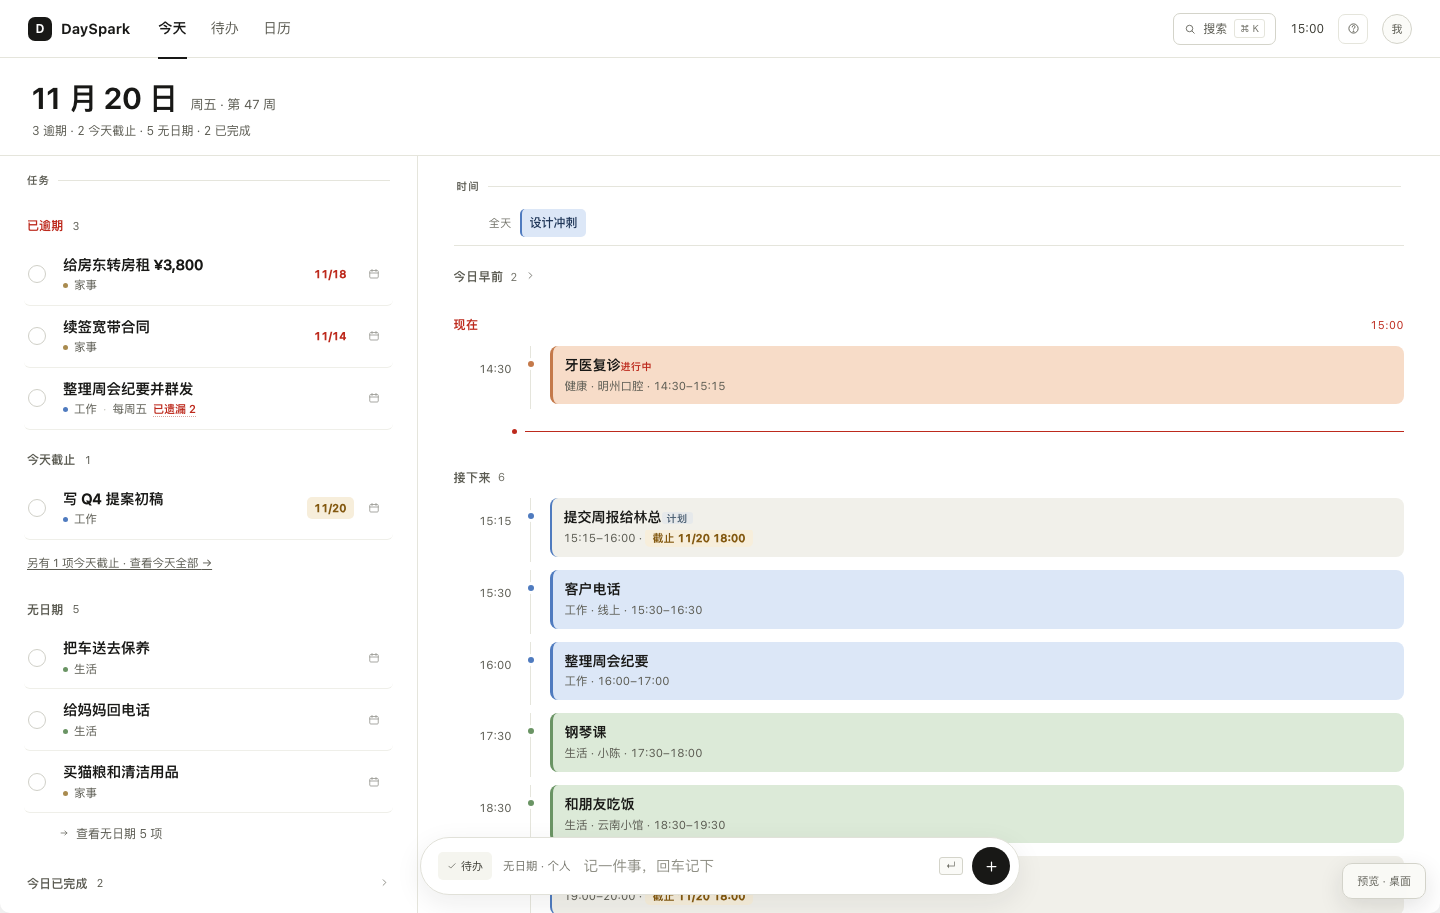 D DaySpark 今天 待办 日历 搜索 ⌘ K 15:00 我
11 月 20 日 周五 · 第 47 周
3 逾期 · 2 今天截止 · 5 无日期 · 2 已完成
任务
已逾期 3
给房东转房租 ¥3,800 11/18
家事
续签宽带合同 11/14
家事
整理周会纪要并群发
工作 · 每周五 已遗漏 2
今天截止 1
写 Q4 提案初稿 11/20
工作
另有 1 项今天截止 · 查看今天全部 →
无日期 5
把车送去保养
生活
给妈妈回电话
生活
买猫粮和清洁用品
家事
→ 查看无日期 5 项
今日已完成 2
时间
全天 设计冲刺
今日早前 2
现在 15:00
14:30 牙医复诊进行中
健康 · 明州口腔 · 14:30–15:15
接下来 6
15:15 提交周报给林总 计划
15:15–16:00 · 截止 11/20 18:00
15:30 客户电话
工作 · 线上 · 15:30–16:30
16:00 整理周会纪要
工作 · 16:00–17:00
17:30 钢琴课
生活 · 小陈 · 17:30–18:00
18:30 和朋友吃饭
生活 · 云南小馆 · 18:30–19:30
待办 无日期 · 个人 记一件事，回车记下
19:00–20:00 · 截止 11/20 18:00
预览 · 桌面